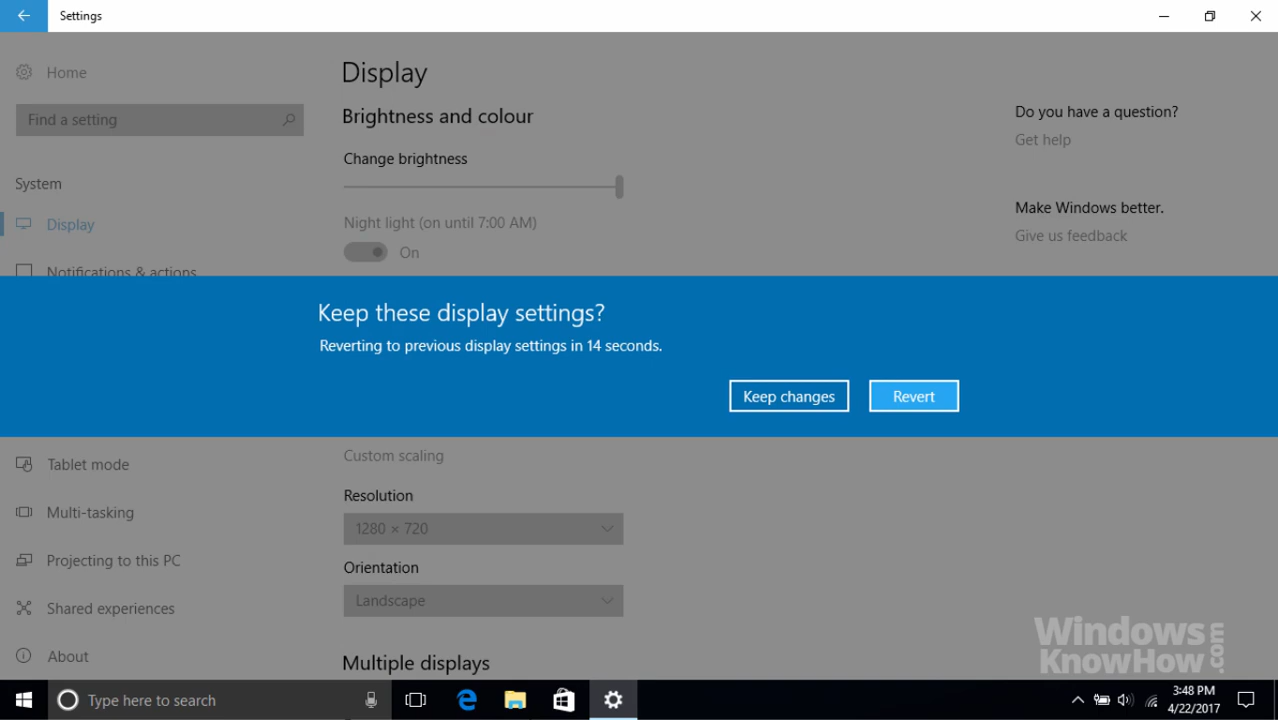 Settings
Home
Find a setting
System
Display
Notifications & actions
Display
Brightness and colour
Change brightness
Night light (on until 7:00 AM)
On
Do you have a question?
Get help
Make Windows better.
Give us feedback
Keep these display settings?
Reverting to previous display settings in 14 seconds.
Keep changes
Revert
Tablet mode
Multi-tasking
Projecting to this PC
Shared experiences
About
Custom scaling
Resolution
1280 × 720
Orientation
Landscape
Multiple displays
Windows
KnowHow.com
Type here to search
3:48 PM
4/22/2017